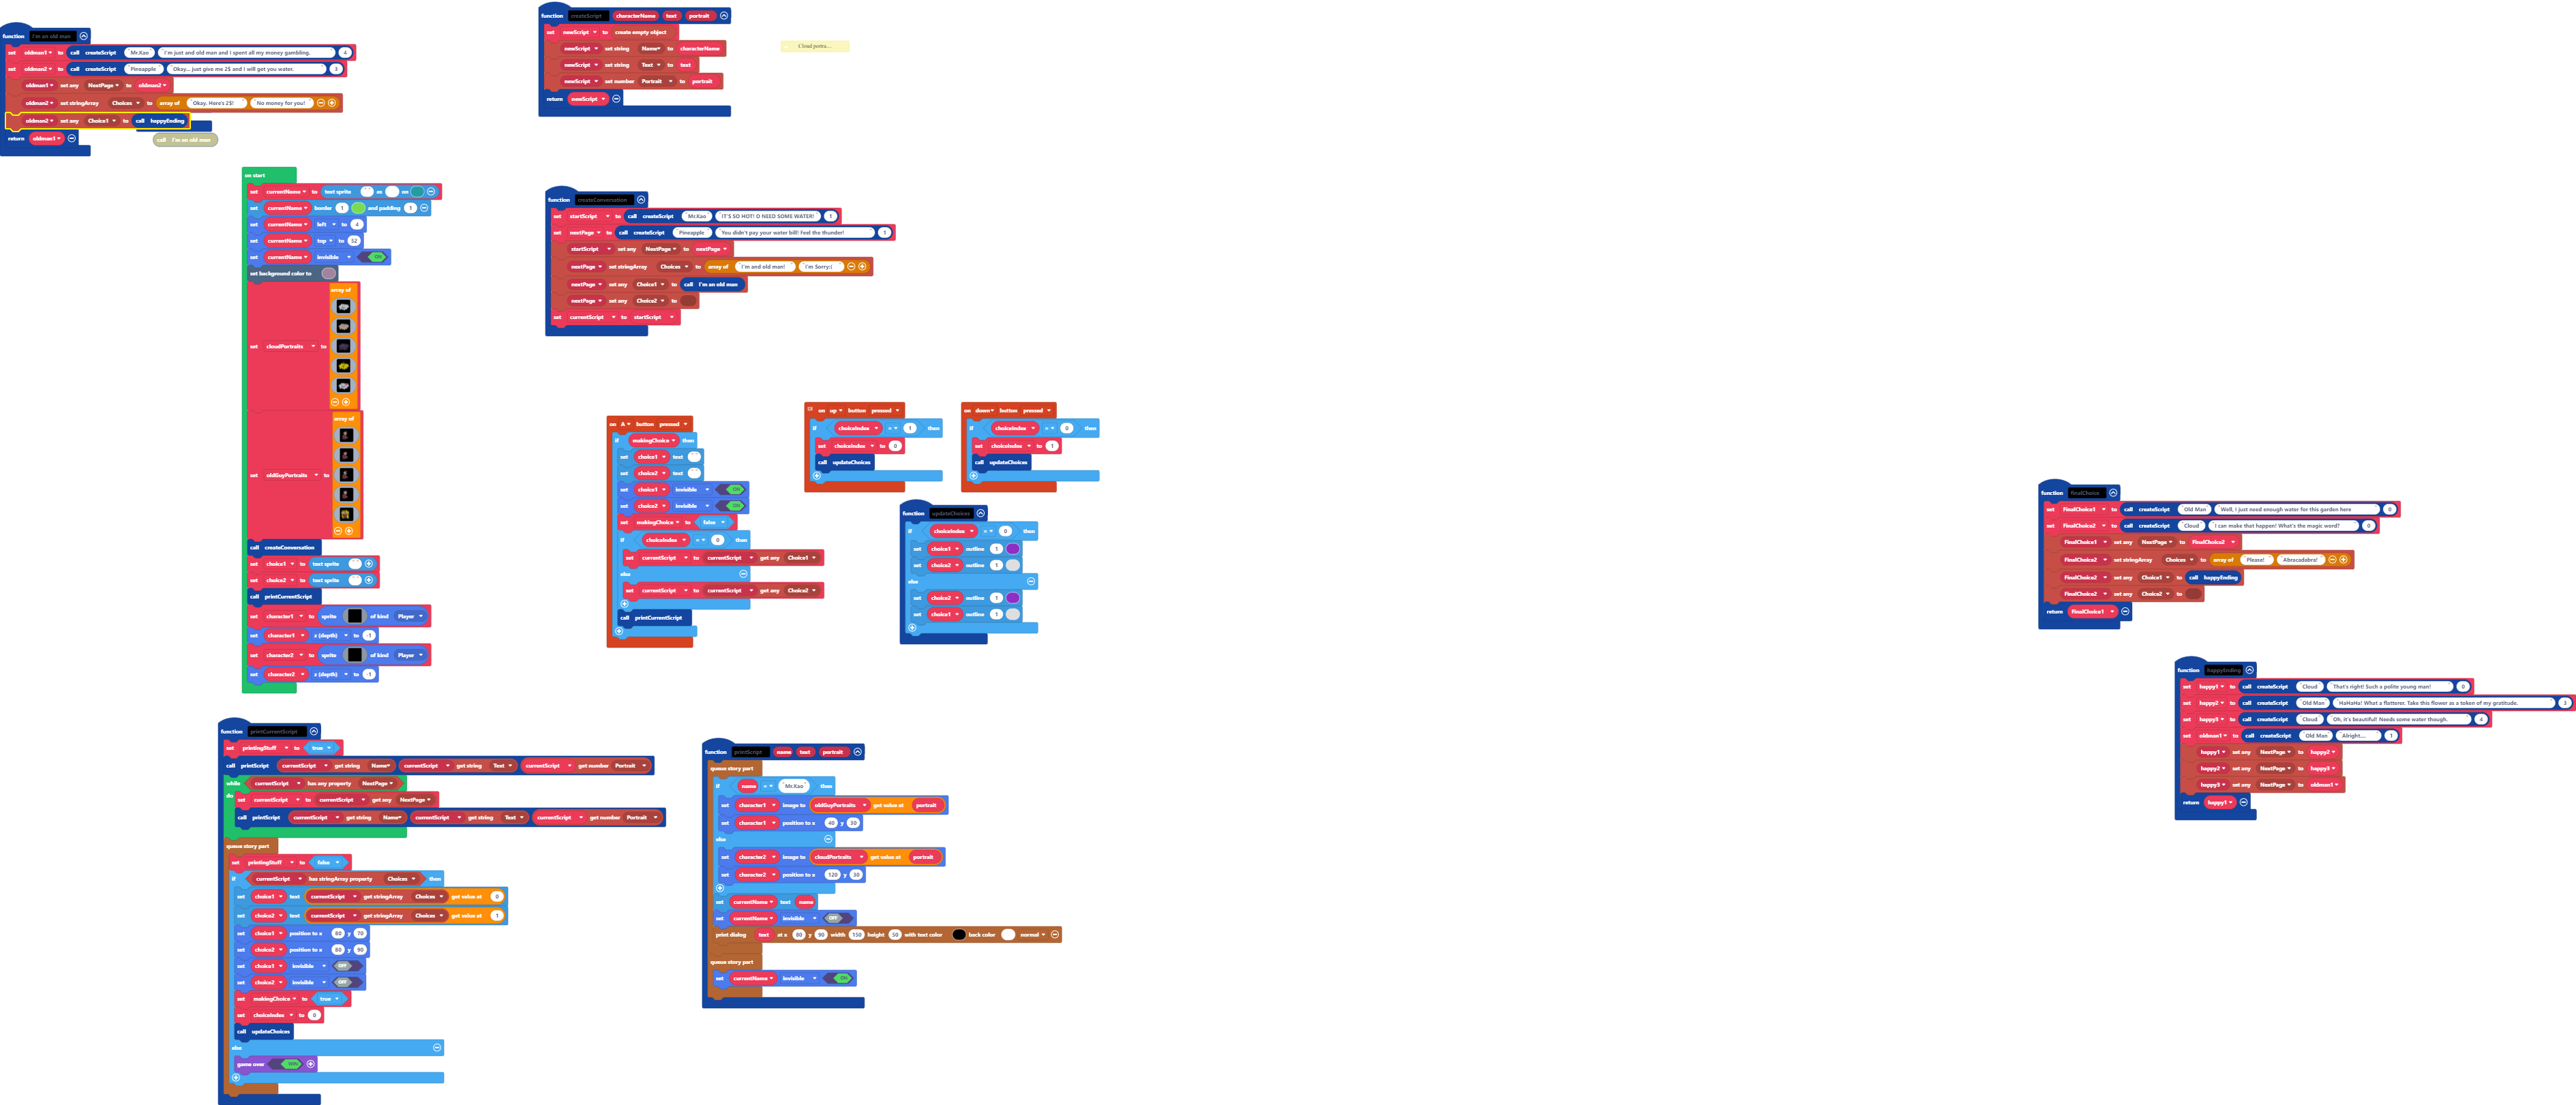 function I'm an old man
set oldman1 to call createScript Mr.Kao I'm just and old man and I spent all my money gambling. 4
set oldman2 to call createScript Pineapple Okay... just give me 2$ and I will get you water. 3
oldman1 set any NextPage to oldman2
oldman2 set stringArray Choices to array of Okay. Here's 2$! No money for you!
oldman2 set any Choice1 to call happyEnding
return oldman1
call I'm an old man
function createScript characterName text portrait
set newScript to create empty object
newScript set string Name to characterName
newScript set string Text to text
newScript set number Portrait to portrait
return newScript
Cloud portra...
on start
set currentName to text sprite as on
set currentName border 1 and padding 1
set currentName left to 4
set currentName top to 52
set currentName invisible ON
set background color to
set cloudPortraits to array of
set oldGuyPortraits to array of
call createConversation
set choice1 to text sprite
set choice2 to text sprite
call printCurrentScript
set character1 to sprite of kind Player
set character1 z (depth) to -1
set character2 to sprite of kind Player
set character2 z (depth) to -1
function createConversation
set startScript to call createScript Mr.Kao IT'S SO HOT! O NEED SOME WATER! 1
set nextPage to call createScript Pineapple You didn't pay your water bill! Feel the thunder! 1
startScript set any NextPage to nextPage
nextPage set stringArray Choices to array of I'm and old man! I'm Sorry:(
nextPage set any Choice1 to call I'm an old man
nextPage set any Choice2 to
set currentScript to startScript
on A button pressed
if makingChoice then
set choice1 text
set choice2 text
set choice1 invisible ON
set choice2 invisible ON
set makingChoice to false
if choiceIndex = 0 then
set currentScript to currentScript get any Choice1
else
set currentScript to currentScript get any Choice2
call printCurrentScript
on up button pressed
if choiceIndex = 1 then
set choiceIndex to 0
call updateChoices
on down button pressed
if choiceIndex = 0 then
set choiceIndex to 1
call updateChoices
function updateChoices
if choiceIndex = 0 then
set choice1 outline 1
set choice2 outline 1
else
set choice2 outline 1
set choice1 outline 1
function finalChoice
set FinalChoice1 to call createScript Old Man Well, I just need enough water for this garden here 0
set FinalChoice2 to call createScript Cloud I can make that happen! What's the magic word? 0
FinalChoice1 set any NextPage to FinalChoice2
FinalChoice2 set stringArray Choices to array of Please! Abracadabra!
FinalChoice2 set any Choice1 to call happyEnding
FinalChoice2 set any Choice2 to
return FinalChoice1
function happyEnding
set happy1 to call createScript Cloud That's right! Such a polite young man! 0
set happy2 to call createScript Old Man HaHaHa! What a flatterer. Take this flower as a token of my gratitude. 3
set happy3 to call createScript Cloud Oh, it's beautiful! Needs some water though. 4
set oldman1 to call createScript Old Man Alright.... 1
happy1 set any NextPage to happy2
happy2 set any NextPage to happy3
happy3 set any NextPage to oldman1
return happy1
function printCurrentScript
set printingStuff to true
call printScript currentScript get string Name currentScript get string Text currentScript get number Portrait
while currentScript has any property NextPage
do set currentScript to currentScript get any NextPage
call printScript currentScript get string Name currentScript get string Text currentScript get number Portrait
queue story part
set printingStuff to false
if currentScript has stringArray property Choices then
set choice1 text currentScript get stringArray Choices get value at 0
set choice2 text currentScript get stringArray Choices get value at 1
set choice1 position to x 80 y 70
set choice2 position to x 80 y 90
set choice1 invisible OFF
set choice2 invisible OFF
set makingChoice to true
set choiceIndex to 0
call updateChoices
else
game over
function printScript name text portrait
queue story part
if name = Mr.Kao then
set character1 image to oldGuyPortraits get value at portrait
set character1 position to x 40 y 30
else
set character2 image to cloudPortraits get value at portrait
set character2 position to x 120 y 30
set currentName text name
set currentName invisible OFF
print dialog text at x 80 y 90 width 150 height 50 with text color back color normal
queue story part
set currentName invisible ON